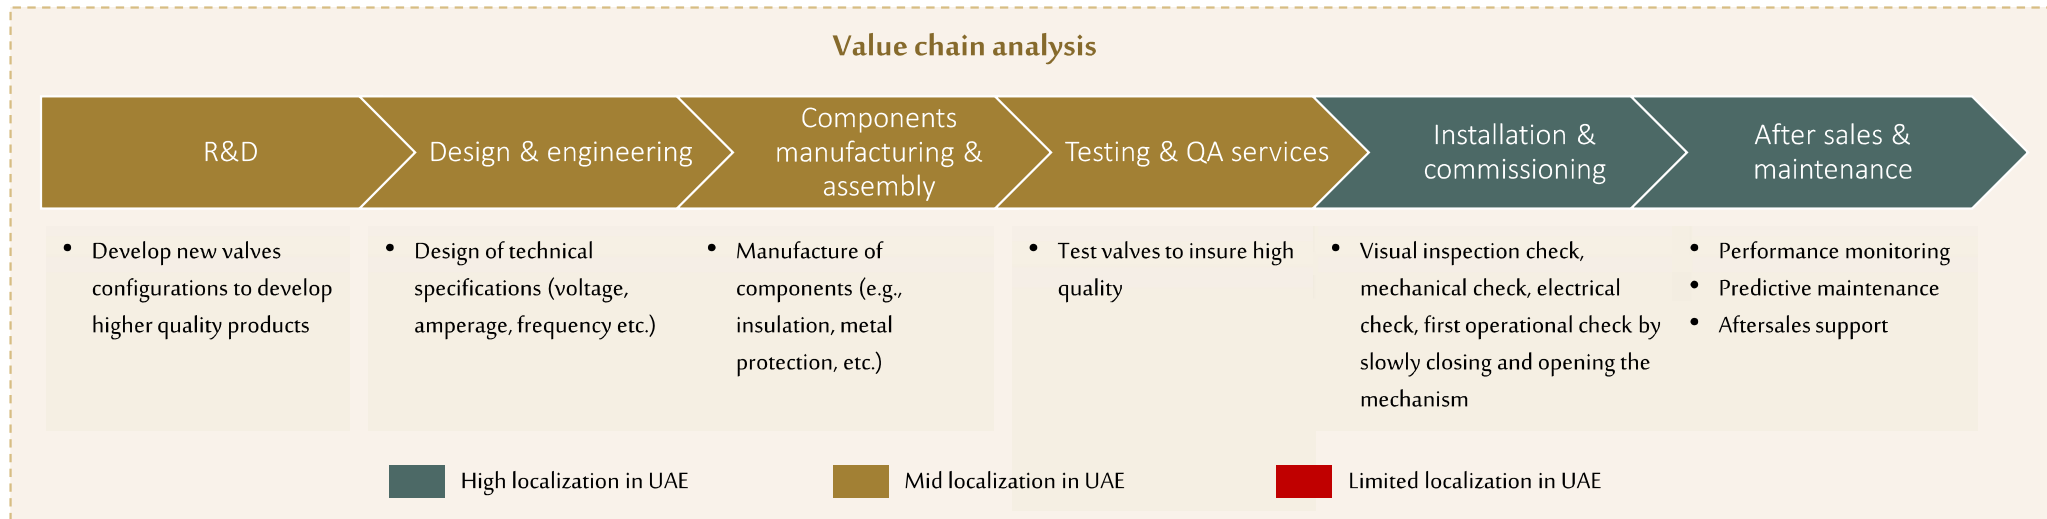 Value chain analysis
R&D
Design & engineering
Components
manufacturing &
assembly
Testing & QA services
Installation &
commissioning
After sales &
maintenance
• Develop new valves
configurations to develop
higher quality products
• Design of technical
specifications (voltage,
amperage, frequency etc.)
• Manufacture of
components (e.g.,
insulation, metal
protection, etc.)
• Test valves to insure high
quality
• Visual inspection check,
mechanical check, electrical
check, first operational check by
slowly closing and opening the
mechanism
• Performance monitoring
• Predictive maintenance
• Aftersales support
High localization in UAE
Mid localization in UAE
Limited localization in UAE